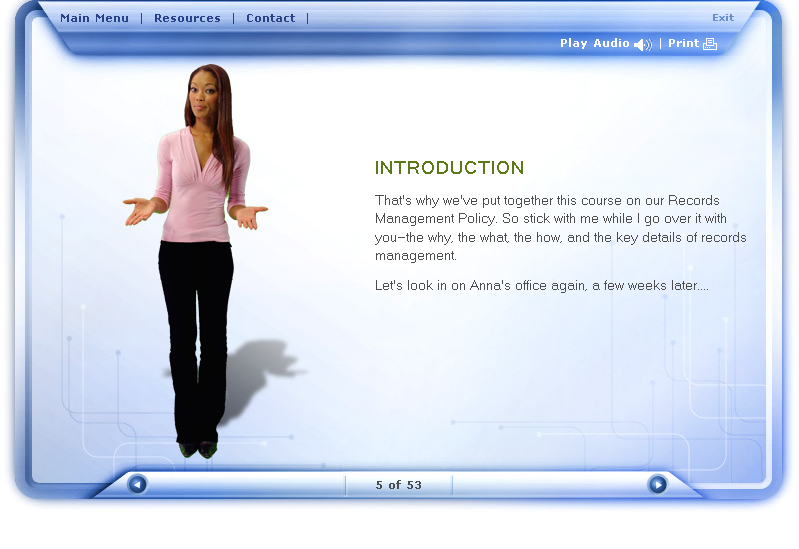 Main Menu | Resources | Contact |
Exit
Play Audio | Print
INTRODUCTION
That's why we've put together this course on our Records
Management Policy. So stick with me while I go over it with
you—the why, the what, the how, and the key details of records
management.
Let's look in on Anna's office again, a few weeks later....
5 of 53